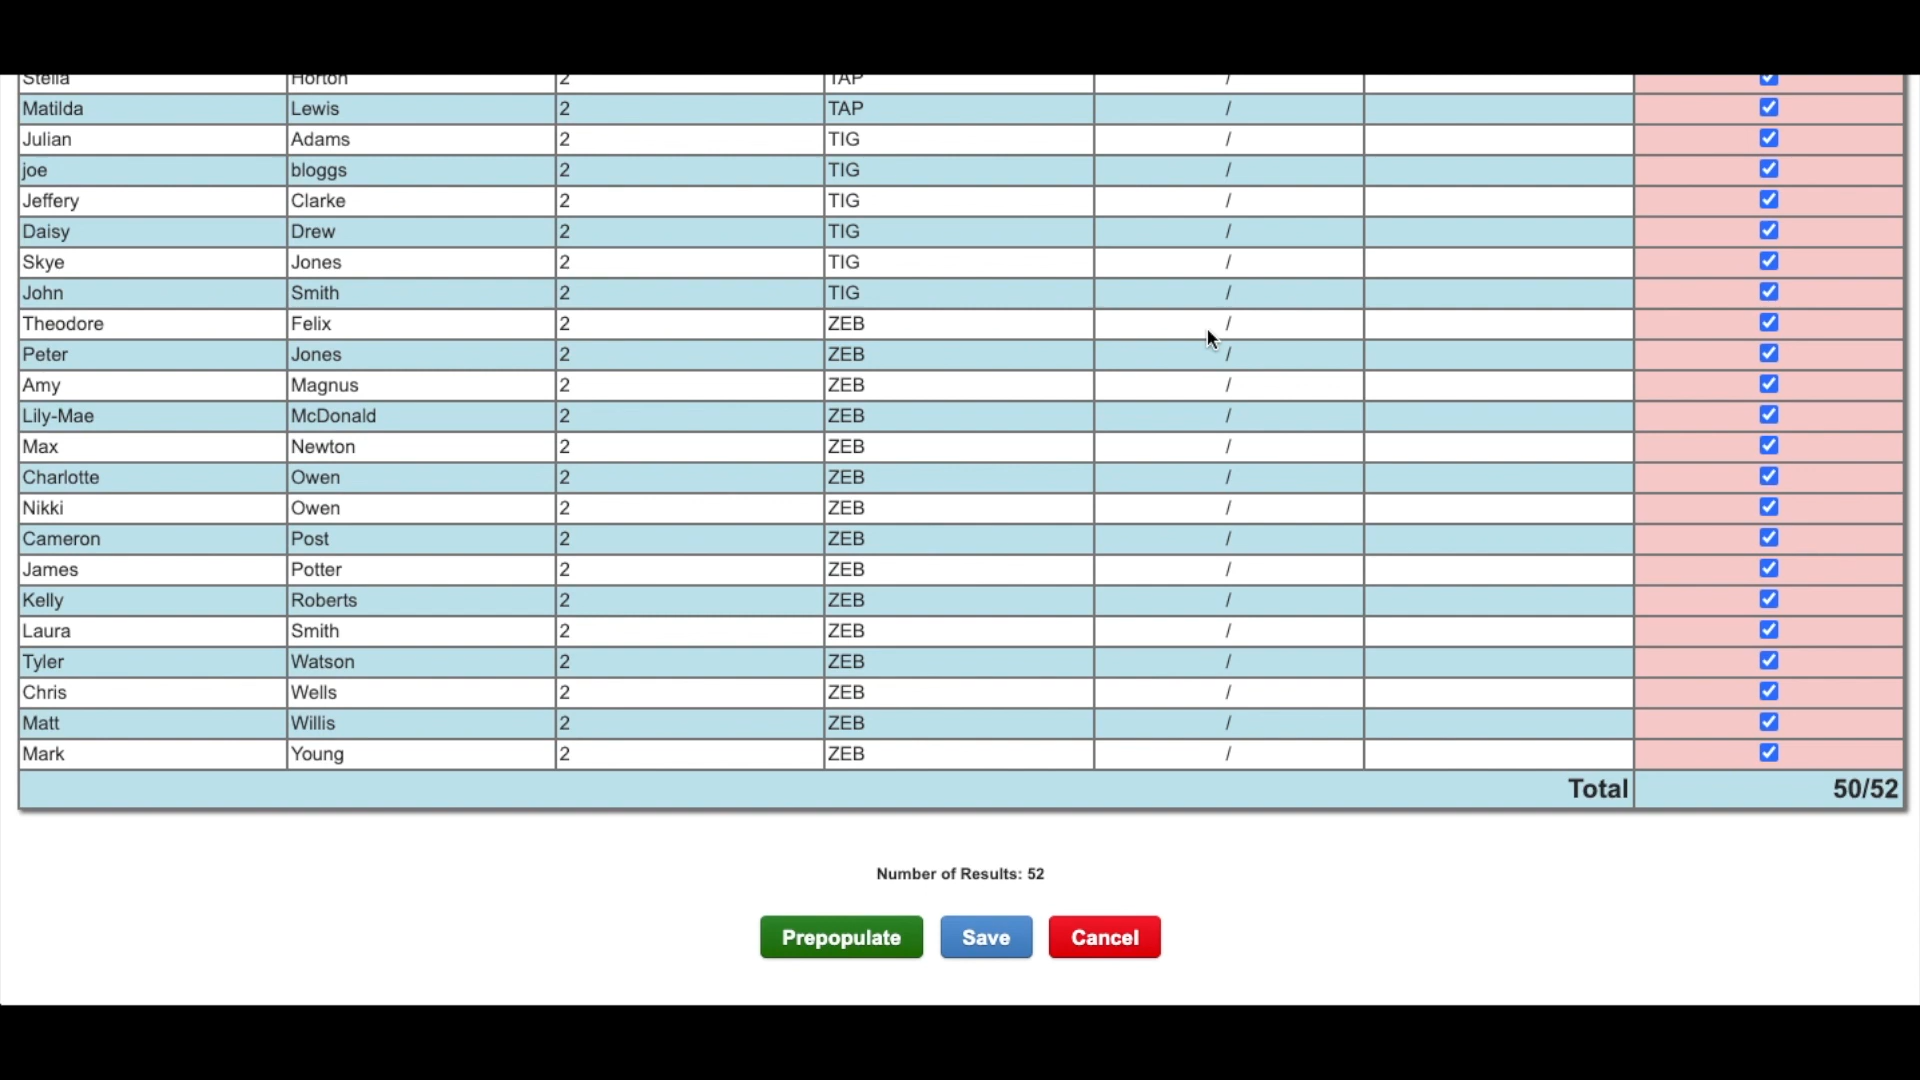 Stella Horton 2 TAP /
Matilda Lewis 2 TAP /
Julian Adams 2 TIG /
joe bloggs 2 TIG /
Jeffery Clarke 2 TIG /
Daisy Drew 2 TIG /
Skye Jones 2 TIG /
John Smith 2 TIG /
Theodore Felix 2 ZEB /
Peter Jones 2 ZEB /
Amy Magnus 2 ZEB /
Lily-Mae McDonald 2 ZEB /
Max Newton 2 ZEB /
Charlotte Owen 2 ZEB /
Nikki Owen 2 ZEB /
Cameron Post 2 ZEB /
James Potter 2 ZEB /
Kelly Roberts 2 ZEB /
Laura Smith 2 ZEB /
Tyler Watson 2 ZEB /
Chris Wells 2 ZEB /
Matt Willis 2 ZEB /
Mark Young 2 ZEB /
Total 50/52
Number of Results: 52
Prepopulate Save Cancel